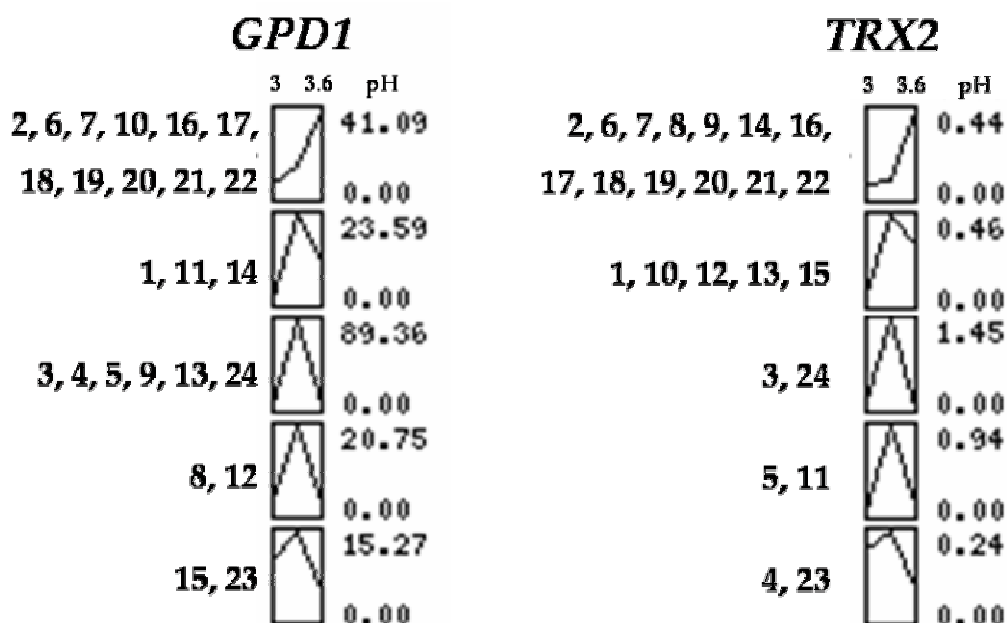 GPD1
3 3.6 pH
2, 6, 7, 10, 16, 17,
18, 19, 20, 21, 22
41.09
0.00
1, 11, 14
23.59
0.00
3, 4, 5, 9, 13, 24
89.36
0.00
8, 12
20.75
0.00
15, 23
15.27
0.00
TRX2
3 3.6 pH
2, 6, 7, 8, 9, 14, 16,
17, 18, 19, 20, 21, 22
0.44
0.00
1, 10, 12, 13, 15
0.46
0.00
3, 24
1.45
0.00
5, 11
0.94
0.00
4, 23
0.24
0.00